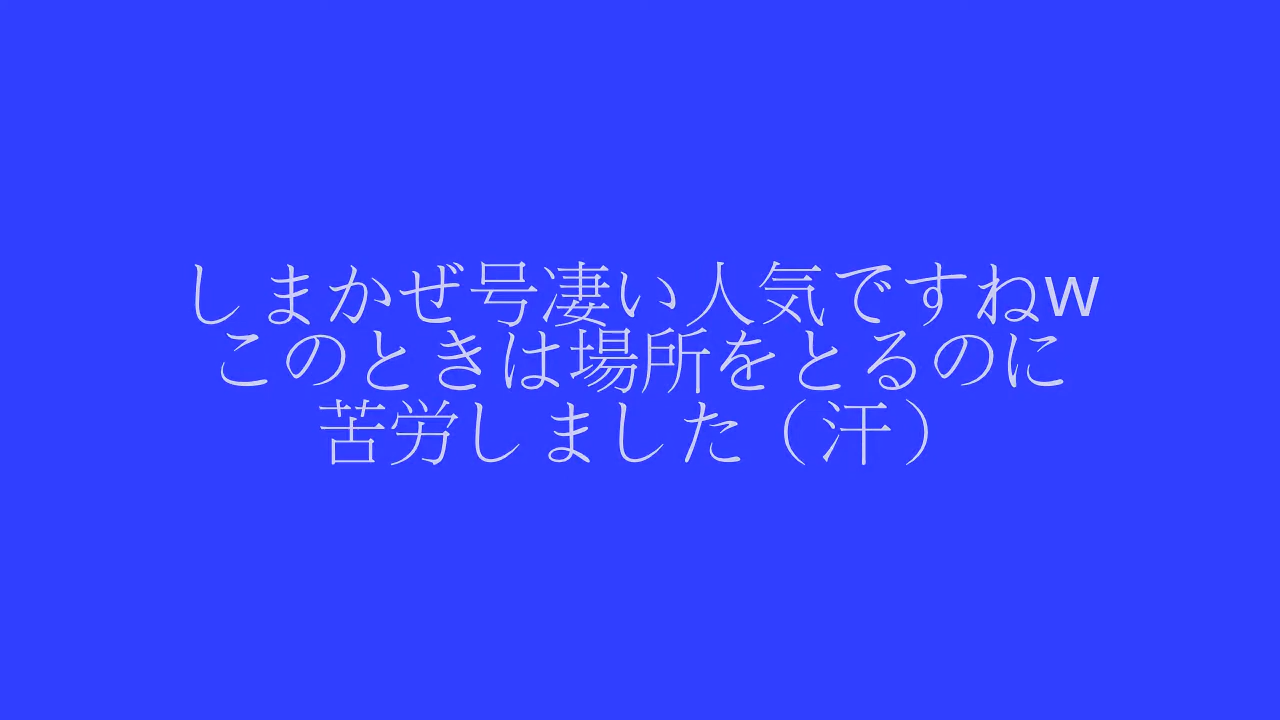 しまかぜ号凄い人気ですねw
このときは場所をとるのに
苦労しました（汗）